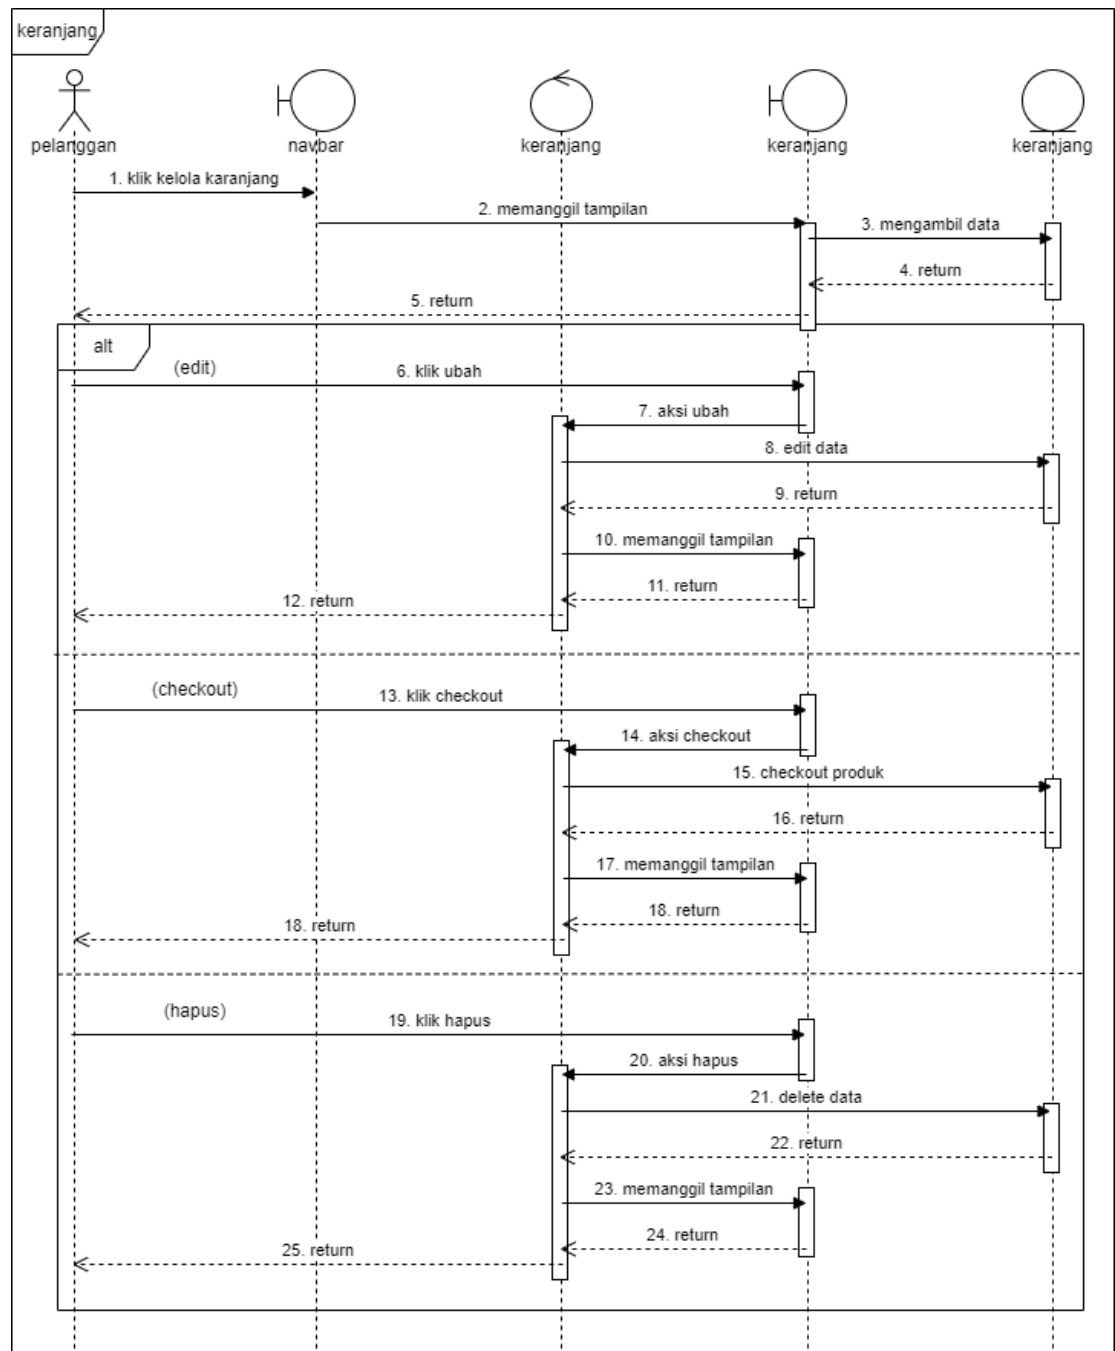 keranjang
pelanggan
navbar
keranjang
keranjang
keranjang
1. klik kelola karanjang
2. memanggil tampilan
3. mengambil data
4. return
5. return
alt
(edit)
6. klik ubah
7. aksi ubah
8. edit data
9. return
10. memanggil tampilan
11. return
12. return
(checkout)
13. klik checkout
14. aksi checkout
15. checkout produk
16. return
17. memanggil tampilan
18. return
18. return
(hapus)
19. klik hapus
20. aksi hapus
21. delete data
22. return
23. memanggil tampilan
24. return
25. return